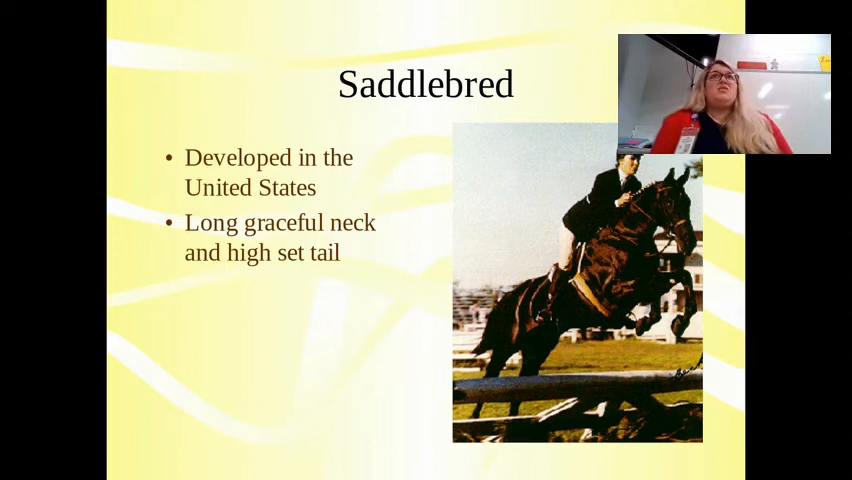 Saddlebred
• Developed in the
United States
• Long graceful neck
and high set tail